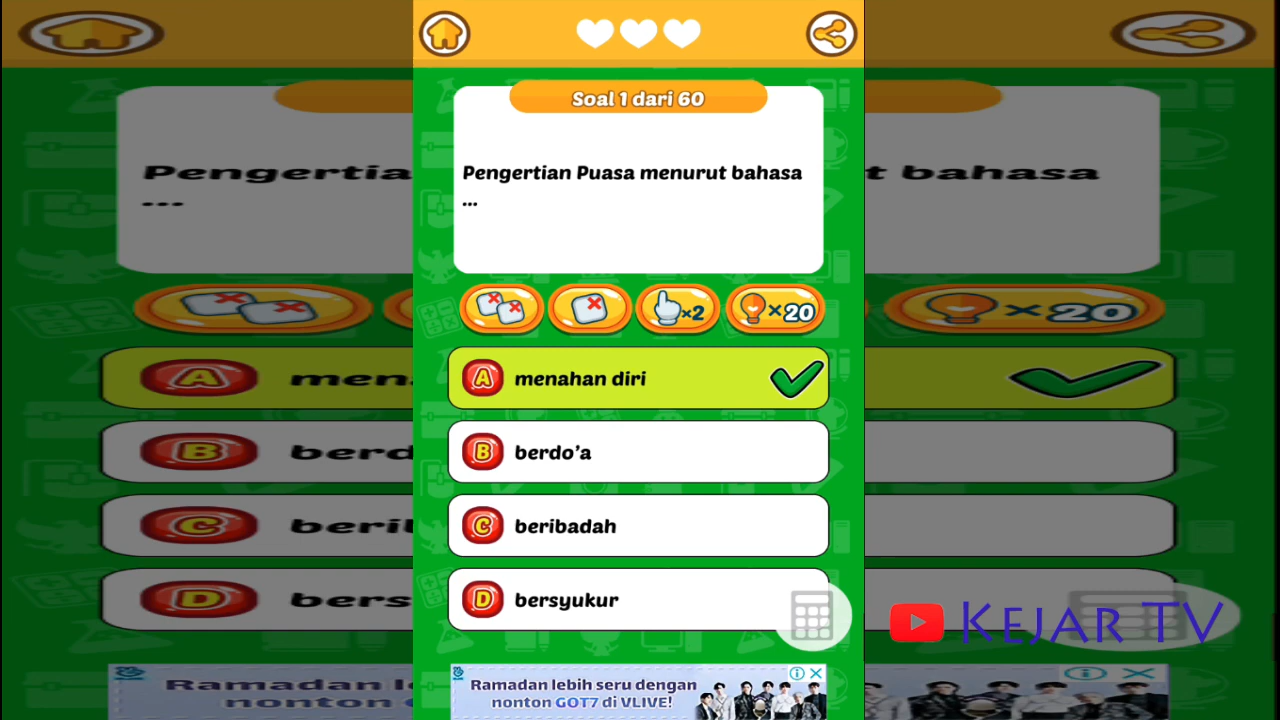 Soal 1 dari 60
Pengertian Puasa menurut bahasa
...
×2
×20
A menahan diri
B berdo'a
C beribadah
D bersyukur
KEJAR TV
Ramadan lebih seru dengan
nonton GOT7 di VLIVE!